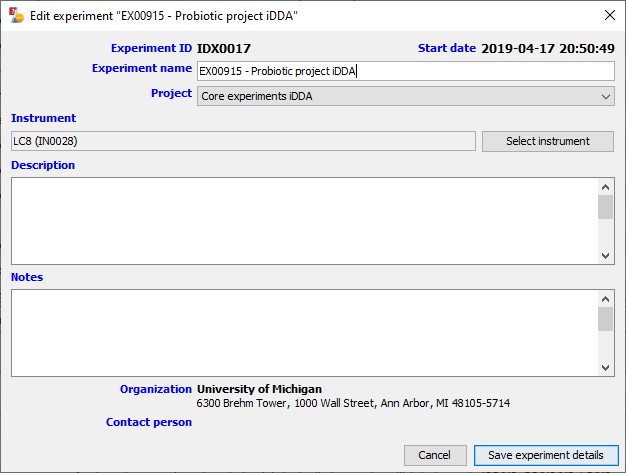 Edit experiment "EX00915 - Probiotic project iDDA"
Experiment ID IDX0017 Start date 2019-04-17 20:50:49
Experiment name EX00915 - Probiotic project iDDA
Project Core experiments iDDA
Instrument
LC8 (IN0028) Select instrument
Description
Notes
Organization University of Michigan
6300 Brehm Tower, 1000 Wall Street, Ann Arbor, MI 48105-5714
Contact person
Cancel Save experiment details